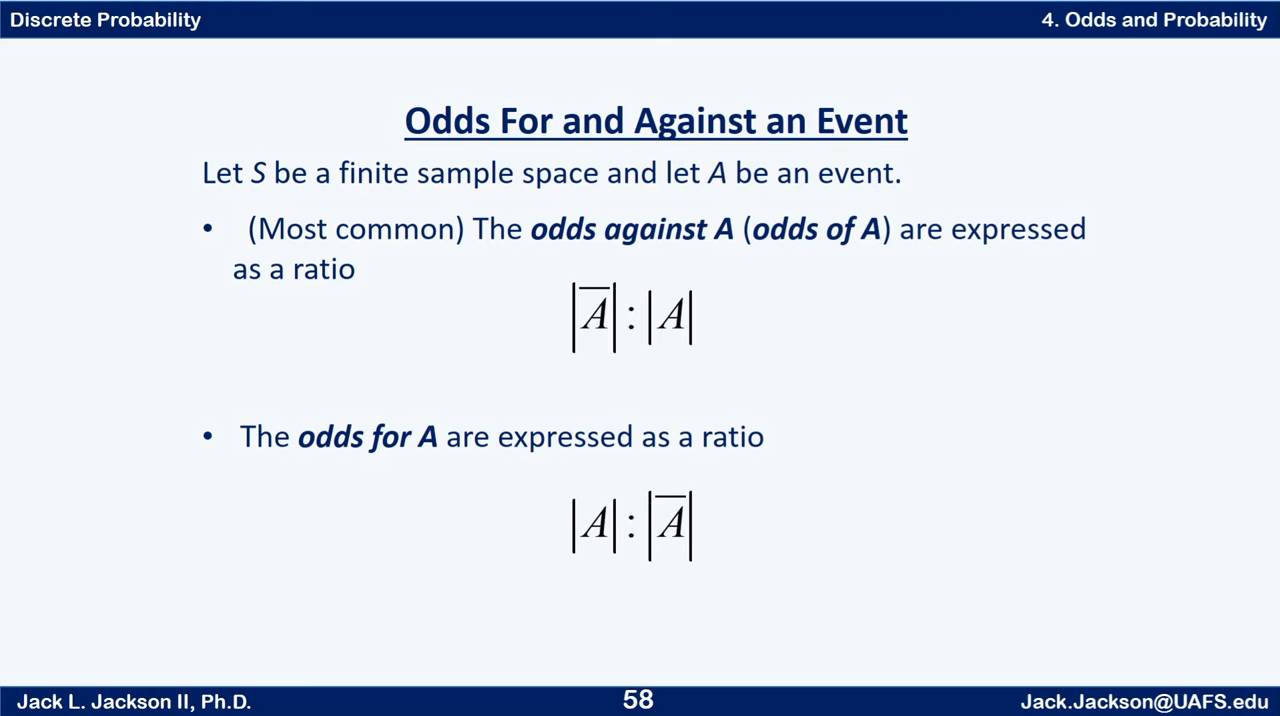 Discrete Probability
4. Odds and Probability
Odds For and Against an Event
Let S be a finite sample space and let A be an event.
• (Most common) The odds against A (odds of A) are expressed
as a ratio
|A̅| : |A|
• The odds for A are expressed as a ratio
|A| : |A̅|
Jack L. Jackson II, Ph.D.
58
Jack.Jackson@UAFS.edu